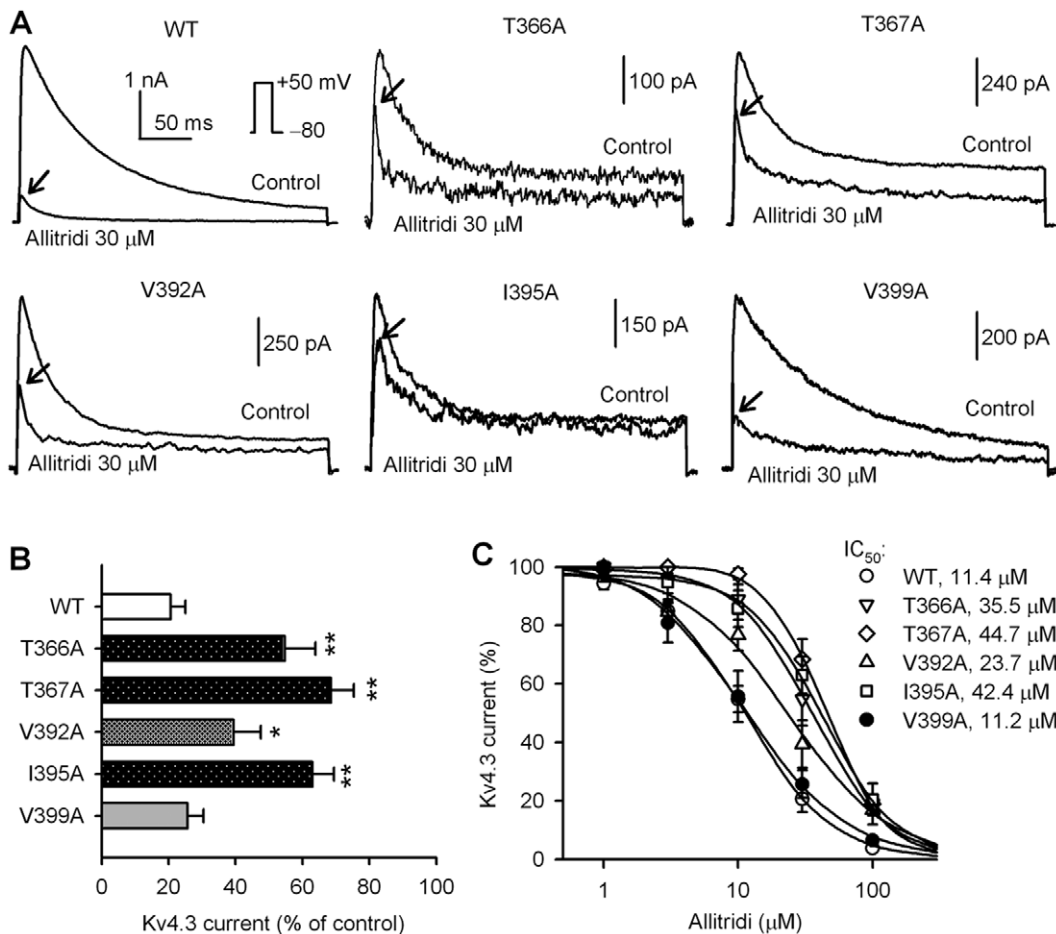 A
WT
1 nA
50 ms
+50 mV
−80
Control
Allitridi 30 μM
T366A
100 pA
Control
Allitridi 30 μM
T367A
240 pA
Control
Allitridi 30 μM
V392A
250 pA
Control
Allitridi 30 μM
I395A
150 pA
Control
Allitridi 30 μM
V399A
200 pA
Control
Allitridi 30 μM
B
WT
T366A
**
T367A
**
V392A
*
I395A
**
V399A
0 20 40 60 80 100
Kv4.3 current (% of control)
C
IC50:
WT, 11.4 μM
T366A, 35.5 μM
T367A, 44.7 μM
V392A, 23.7 μM
I395A, 42.4 μM
V399A, 11.2 μM
Kv4.3 current (%)
100
80
60
40
20
0
1 10 100
Allitridi (μM)